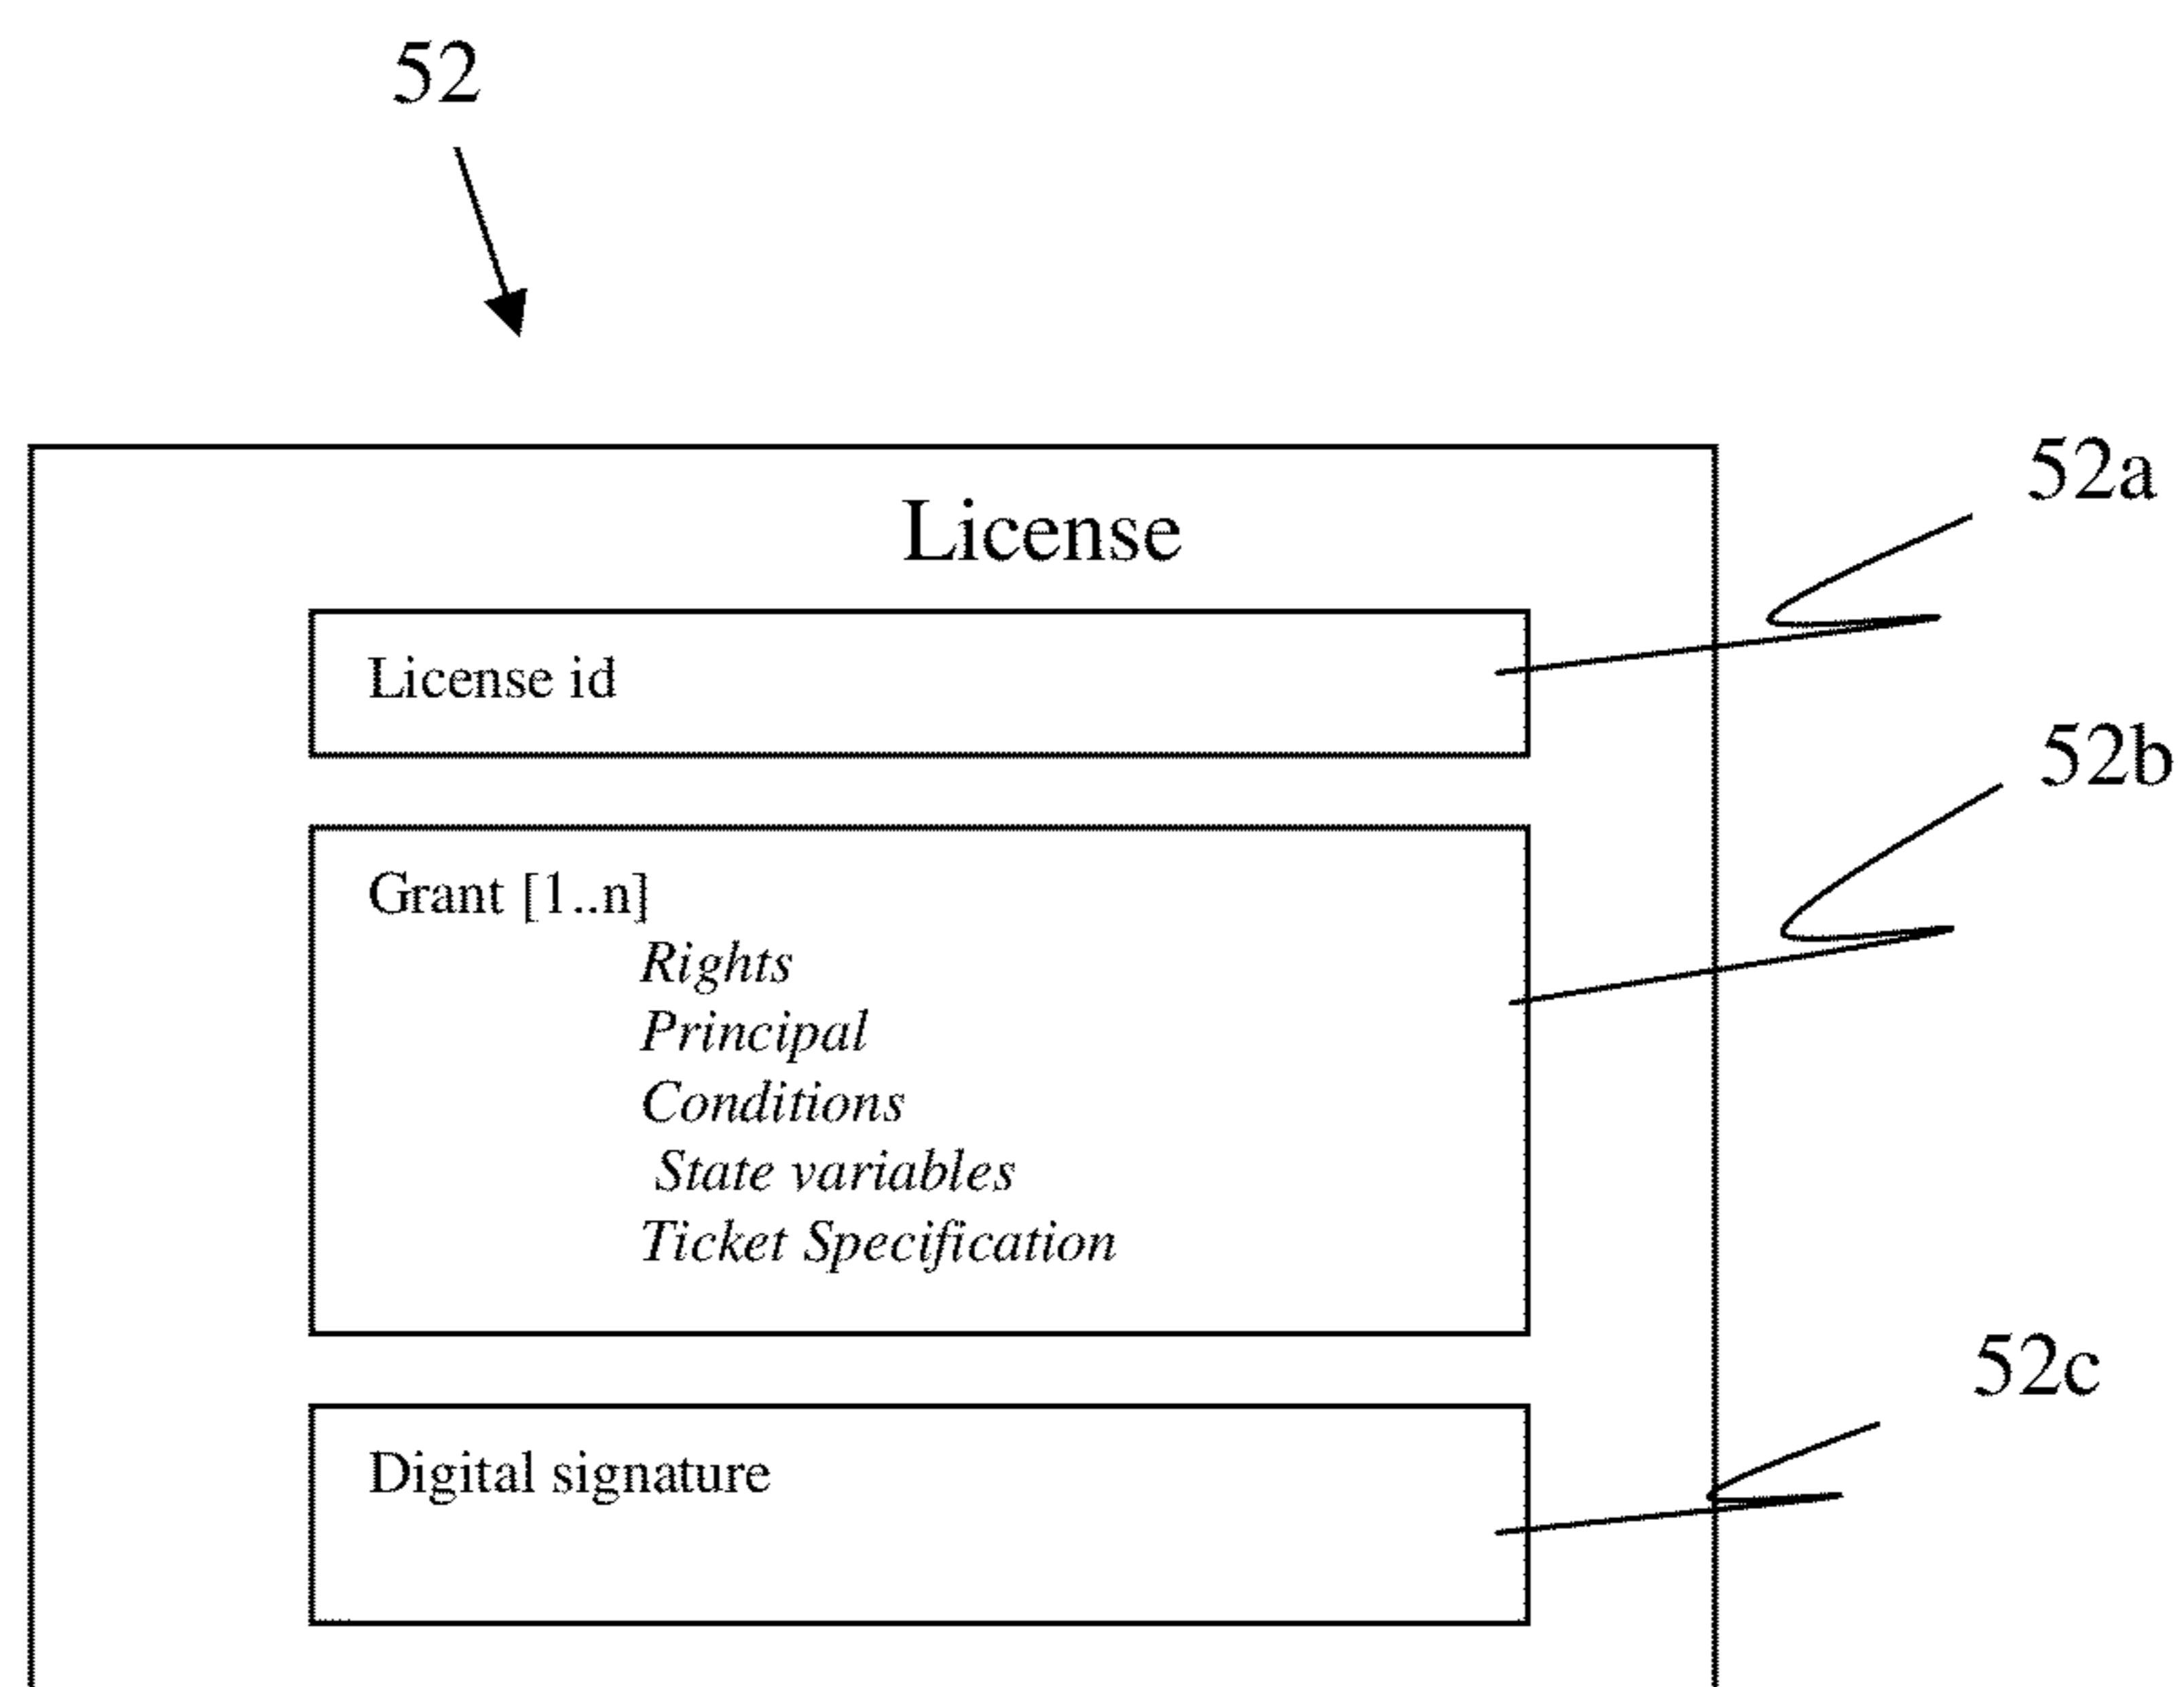 52
52a
License
License id
52b
Grant [1..n]
Rights
Principal
Conditions
State variables
Ticket Specification
52c
Digital signature